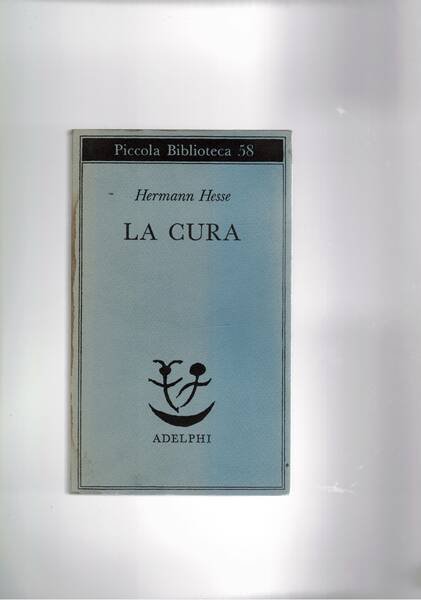 Piccola Biblioteca 58
Hermann Hesse
LA CURA
ADELPHI